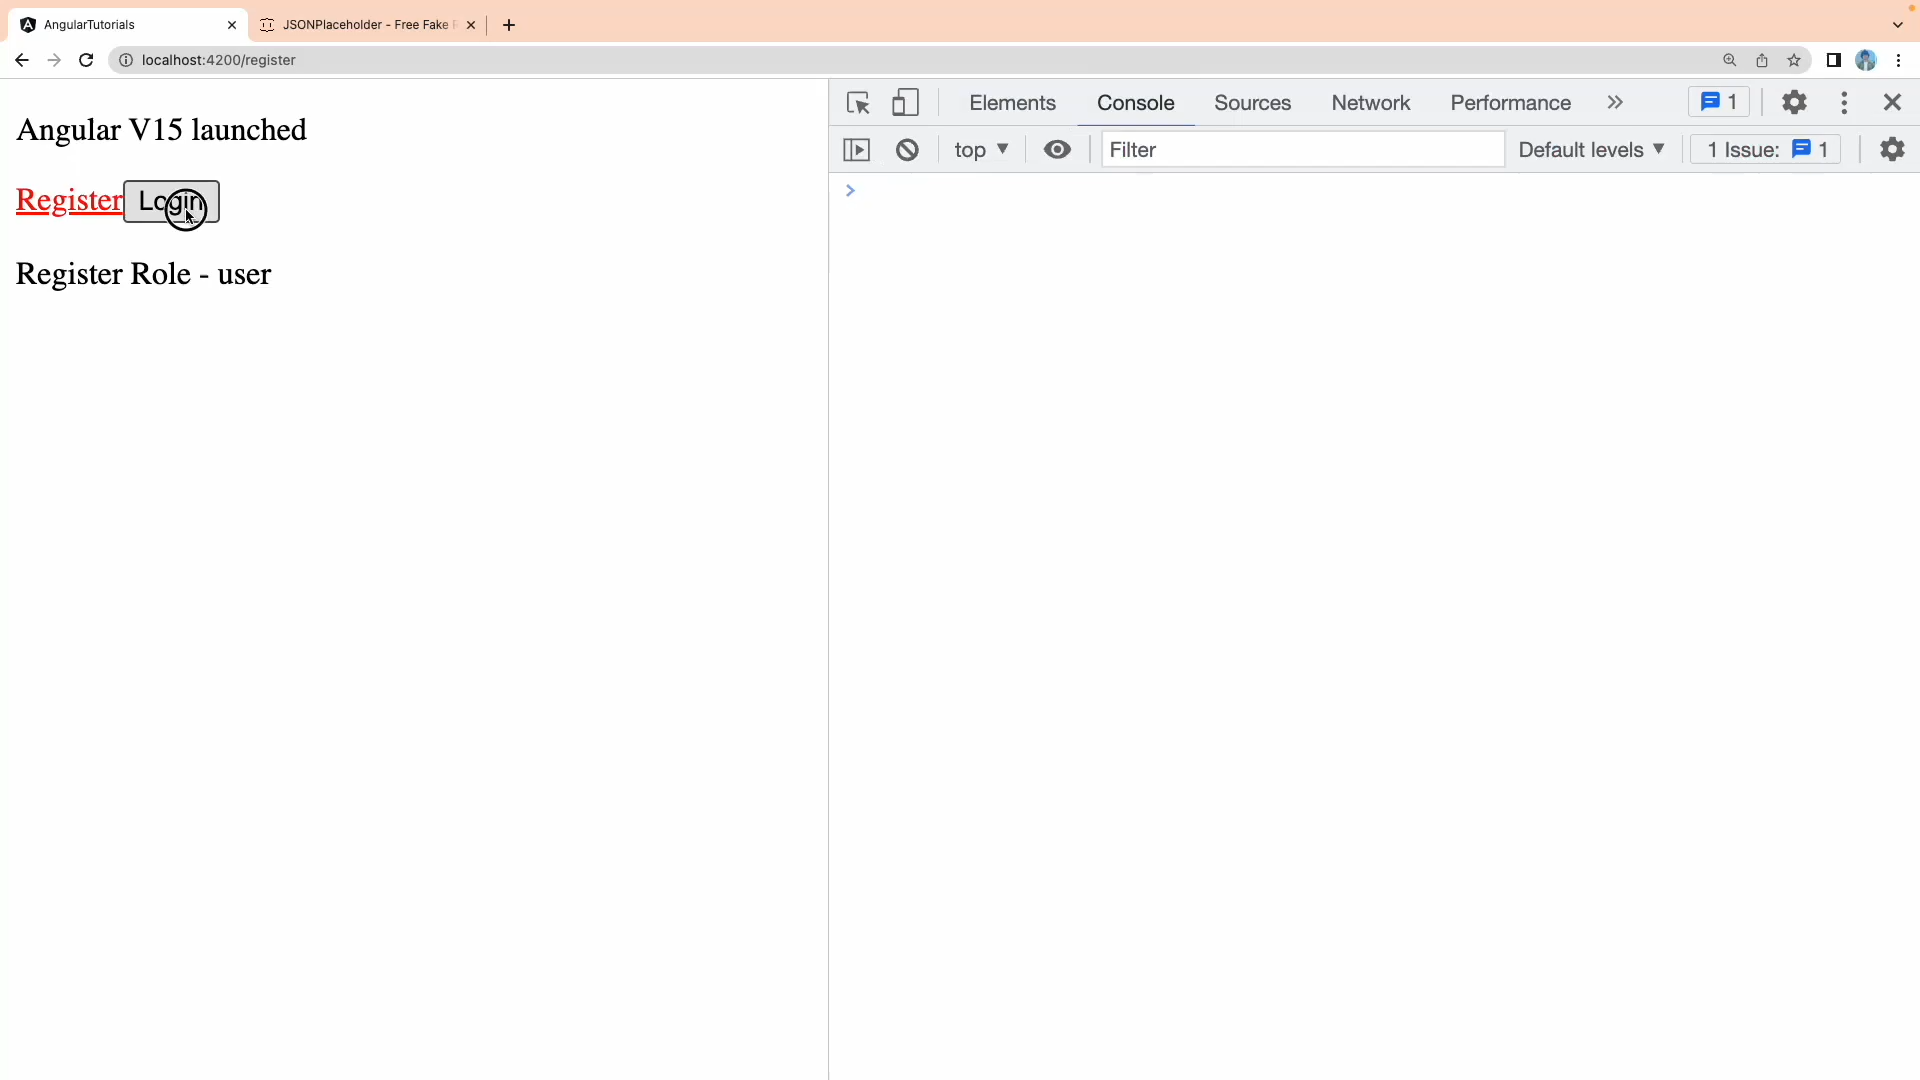 AngularTutorials
JSONPlaceholder - Free Fake
localhost:4200/register
Angular V15 launched
Register Login
Register Role - user
Elements Console Sources Network Performance 1
top Filter Default levels 1 Issue: 1